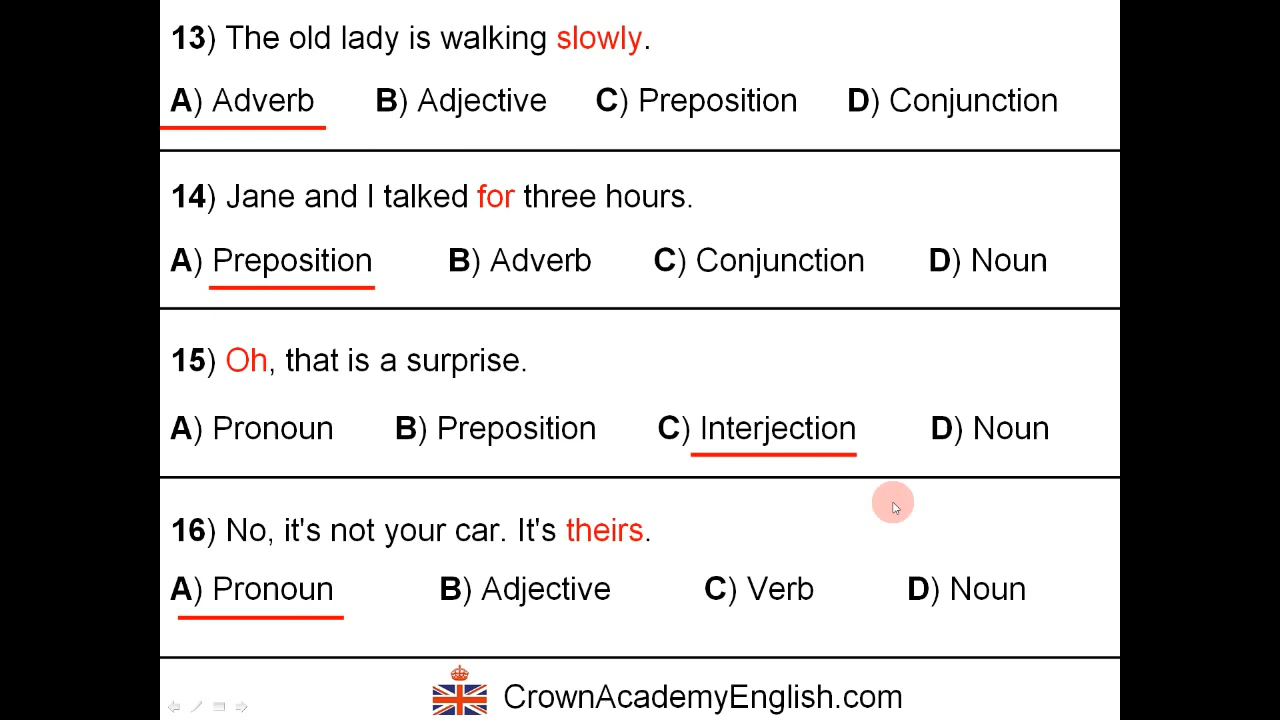 13) The old lady is walking slowly.
A) Adverb B) Adjective C) Preposition D) Conjunction
14) Jane and I talked for three hours.
A) Preposition B) Adverb C) Conjunction D) Noun
15) Oh, that is a surprise.
A) Pronoun B) Preposition C) Interjection D) Noun
16) No, it's not your car. It's theirs.
A) Pronoun B) Adjective C) Verb D) Noun
CrownAcademyEnglish.com